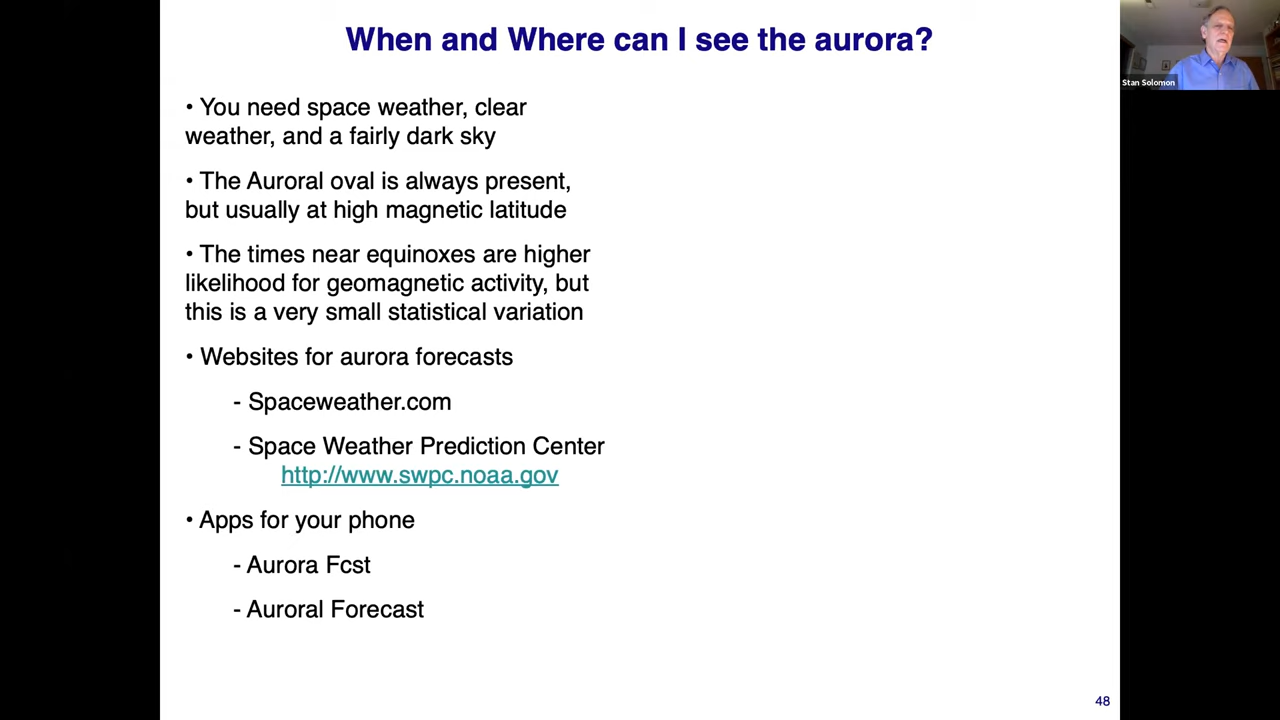 When and Where can I see the aurora?
Stan Solomon
• You need space weather, clear
weather, and a fairly dark sky
• The Auroral oval is always present,
but usually at high magnetic latitude
• The times near equinoxes are higher
likelihood for geomagnetic activity, but
this is a very small statistical variation
• Websites for aurora forecasts
- Spaceweather.com
- Space Weather Prediction Center
http://www.swpc.noaa.gov
• Apps for your phone
- Aurora Fcst
- Auroral Forecast
48